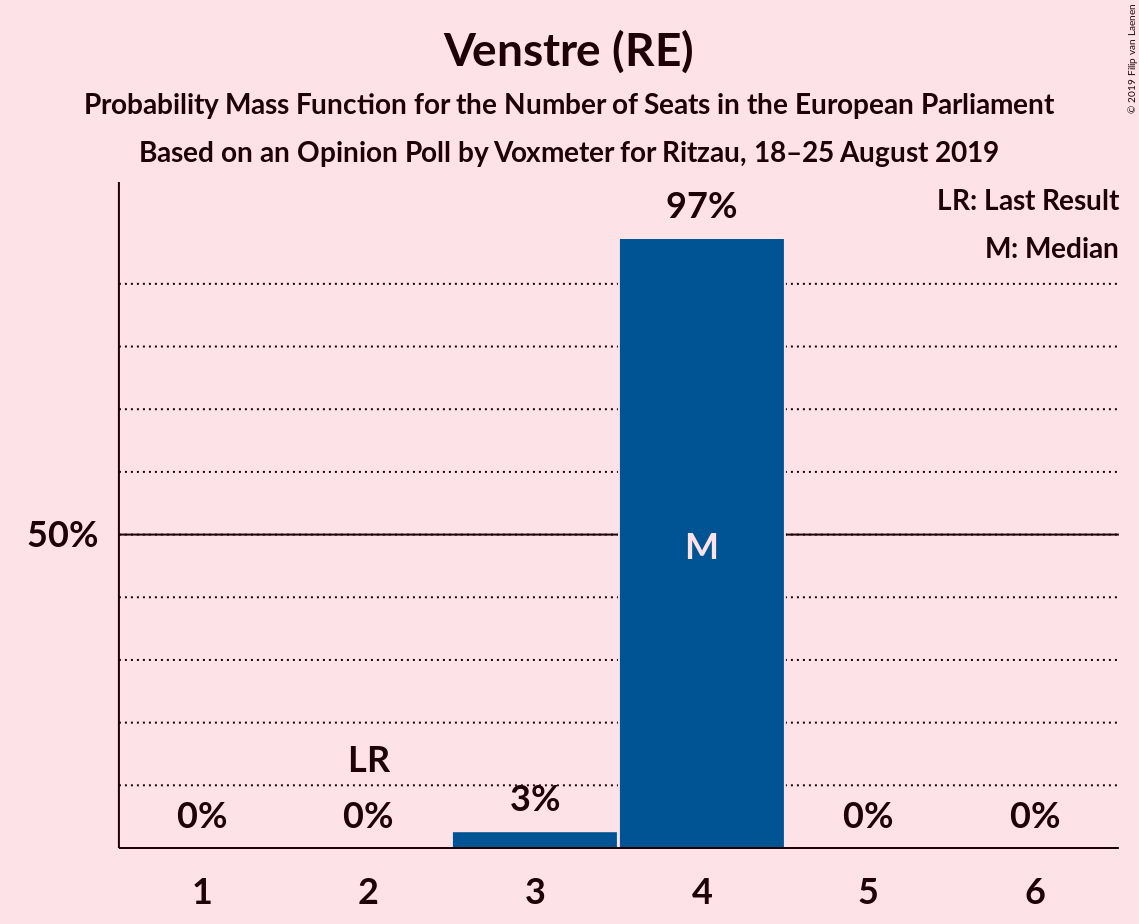 Venstre (RE)
Probability Mass Function for the Number of Seats in the European Parliament
Based on an Opinion Poll by Voxmeter for Ritzau, 18–25 August 2019
© 2019 Filip van Laenen
LR: Last Result
M: Median
97%
50%
M
LR
0% 0% 3% 0% 0%
1 2 3 4 5 6